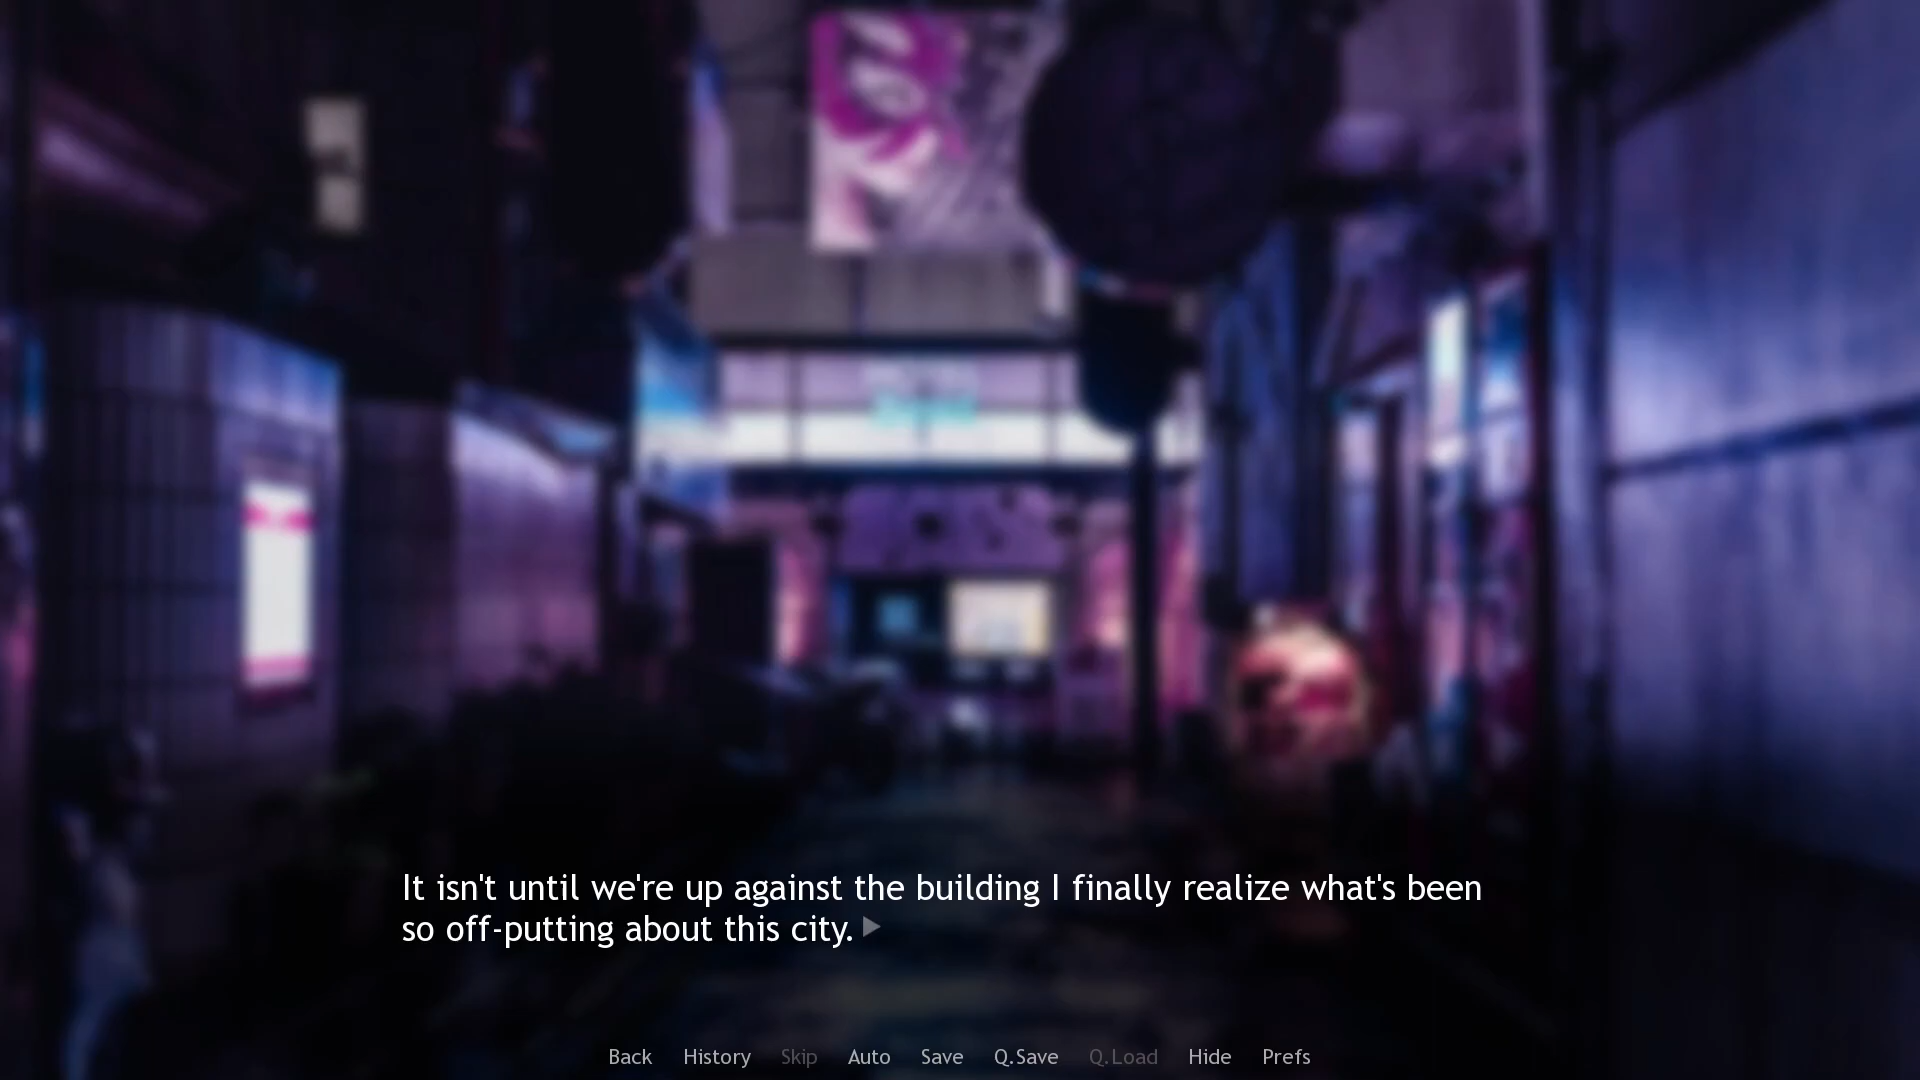 It isn't until we're up against the building I finally realize what's been
so off-putting about this city.
Back History Skip Auto Save Q.Save Q.Load Hide Prefs